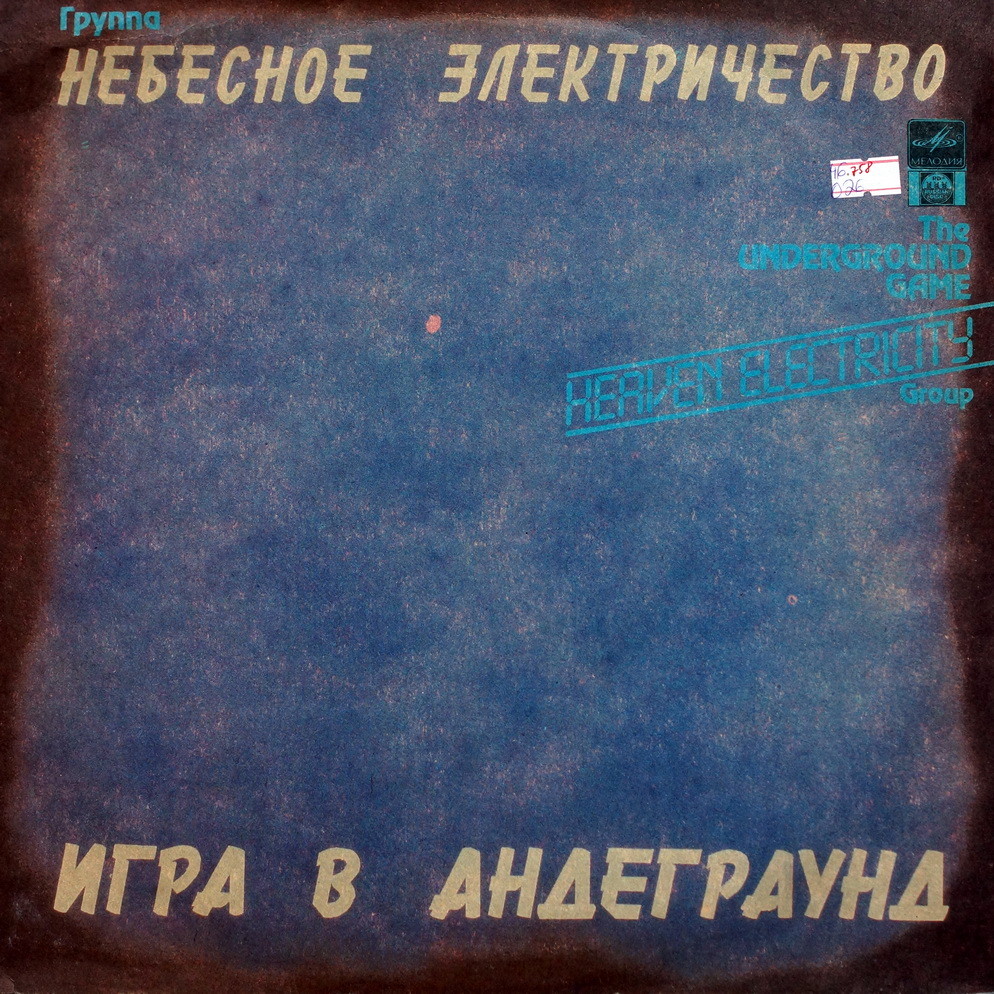 Группа
НЕБЕСНОЕ ЭЛЕКТРИЧЕСТВО
МЕЛОДИЯ
The
UNDERGROUND
GAME
HEAVEN ELECTRICITY
Group
ИГРА В АНДЕГРАУНД